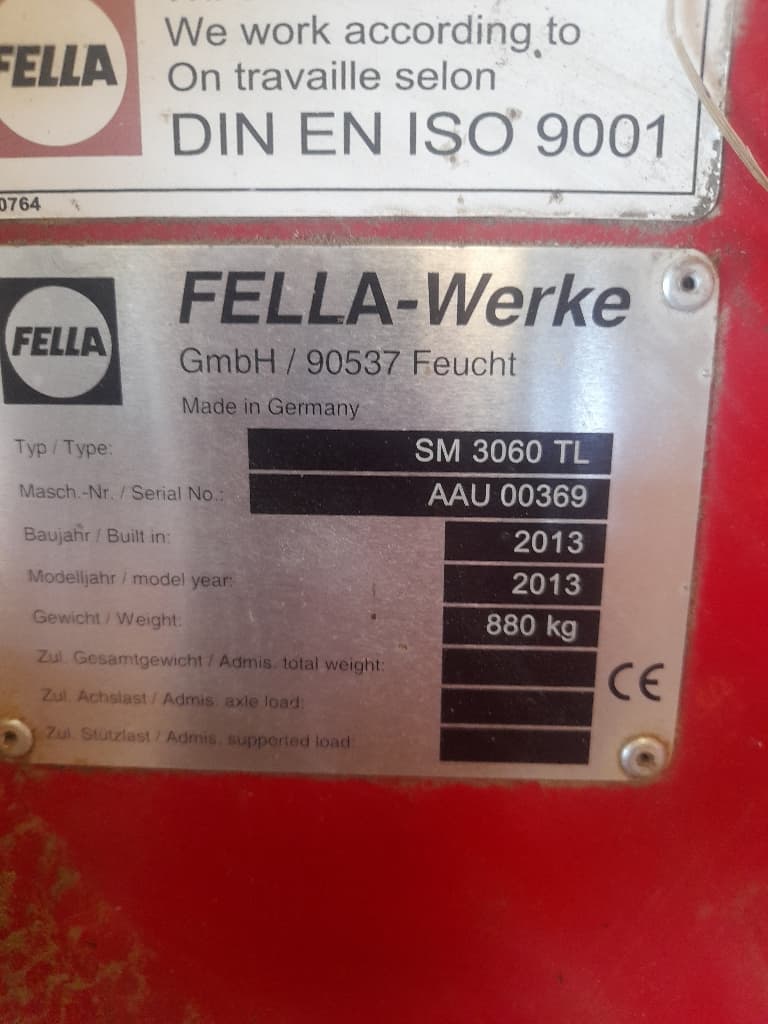 FELLA
We work according to
On travaille selon
DIN EN ISO 9001
0764
FELLA
FELLA-Werke
GmbH / 90537 Feucht
Made in Germany
Typ / Type: SM 3060 TL
Masch.-Nr. / Serial No.: AAU 00369
Baujahr / Built in: 2013
Modelljahr / model year: 2013
Gewicht / Weight: 880 kg
Zul. Gesamtgewicht / Admis. total weight:
Zul. Achslast / Admis. axle load:
Zul. Stützlast / Admis. supported load:
CE